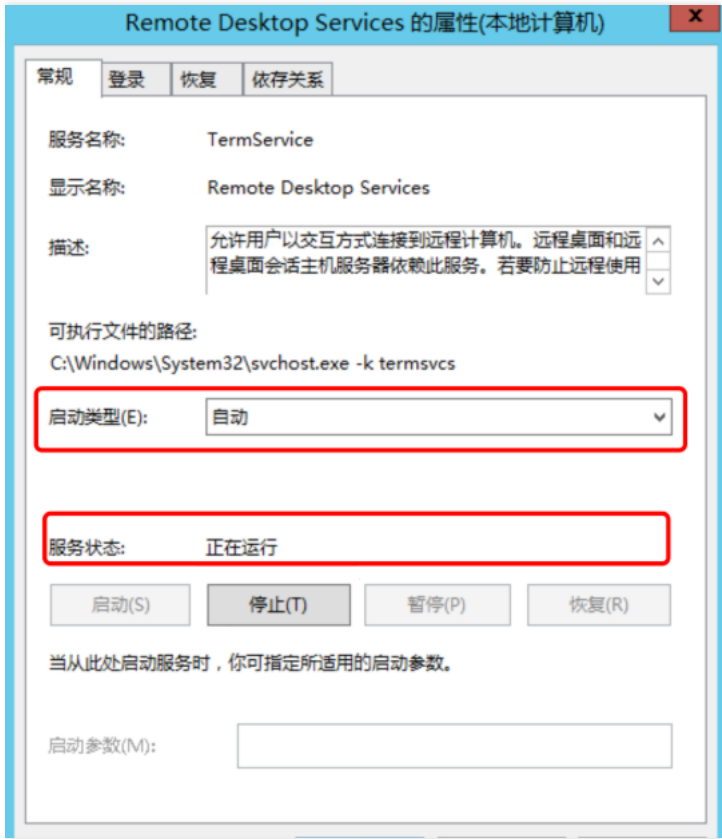 Remote Desktop Services 的属性(本地计算机)
x
常规 登录 恢复 依存关系
服务名称: TermService
显示名称: Remote Desktop Services
描述: 允许用户以交互方式连接到远程计算机。远程桌面和远
程桌面会话主机服务器依赖此服务。若要防止远程使用
可执行文件的路径:
C:\Windows\System32\svchost.exe -k termsvcs
启动类型(E): 自动
服务状态: 正在运行
启动(S) 停止(T) 暂停(P) 恢复(R)
当从此处启动服务时，你可指定所适用的启动参数。
启动参数(M):